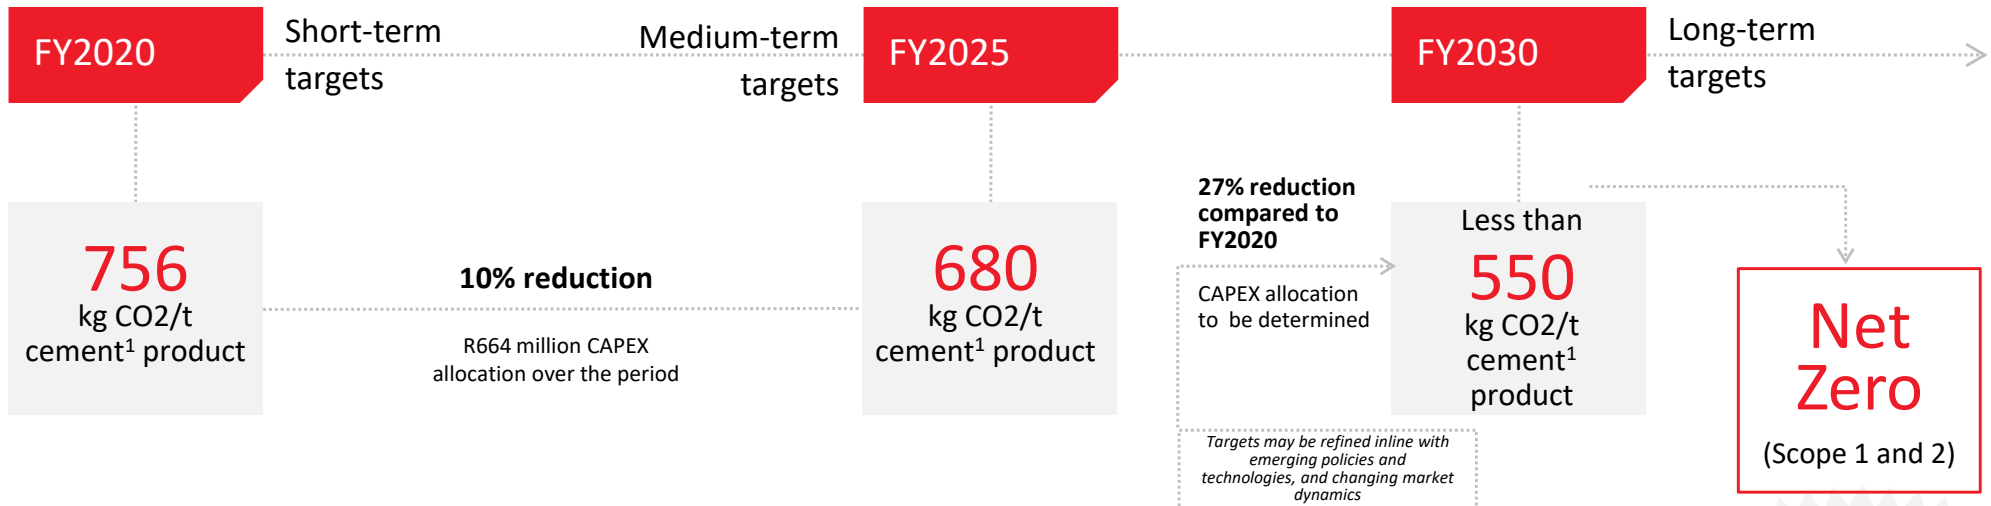 FY2020
Short-term
targets
Medium-term
targets
FY2025
FY2030
Long-term
targets
756
kg CO2/t
cement¹ product
10% reduction
R664 million CAPEX
allocation over the period
680
kg CO2/t
cement¹ product
27% reduction
compared to
FY2020
CAPEX allocation
to be determined
Targets may be refined inline with
emerging policies and
technologies, and changing market
dynamics
Less than
550
kg CO2/t
cement¹
product
Net
Zero
(Scope 1 and 2)